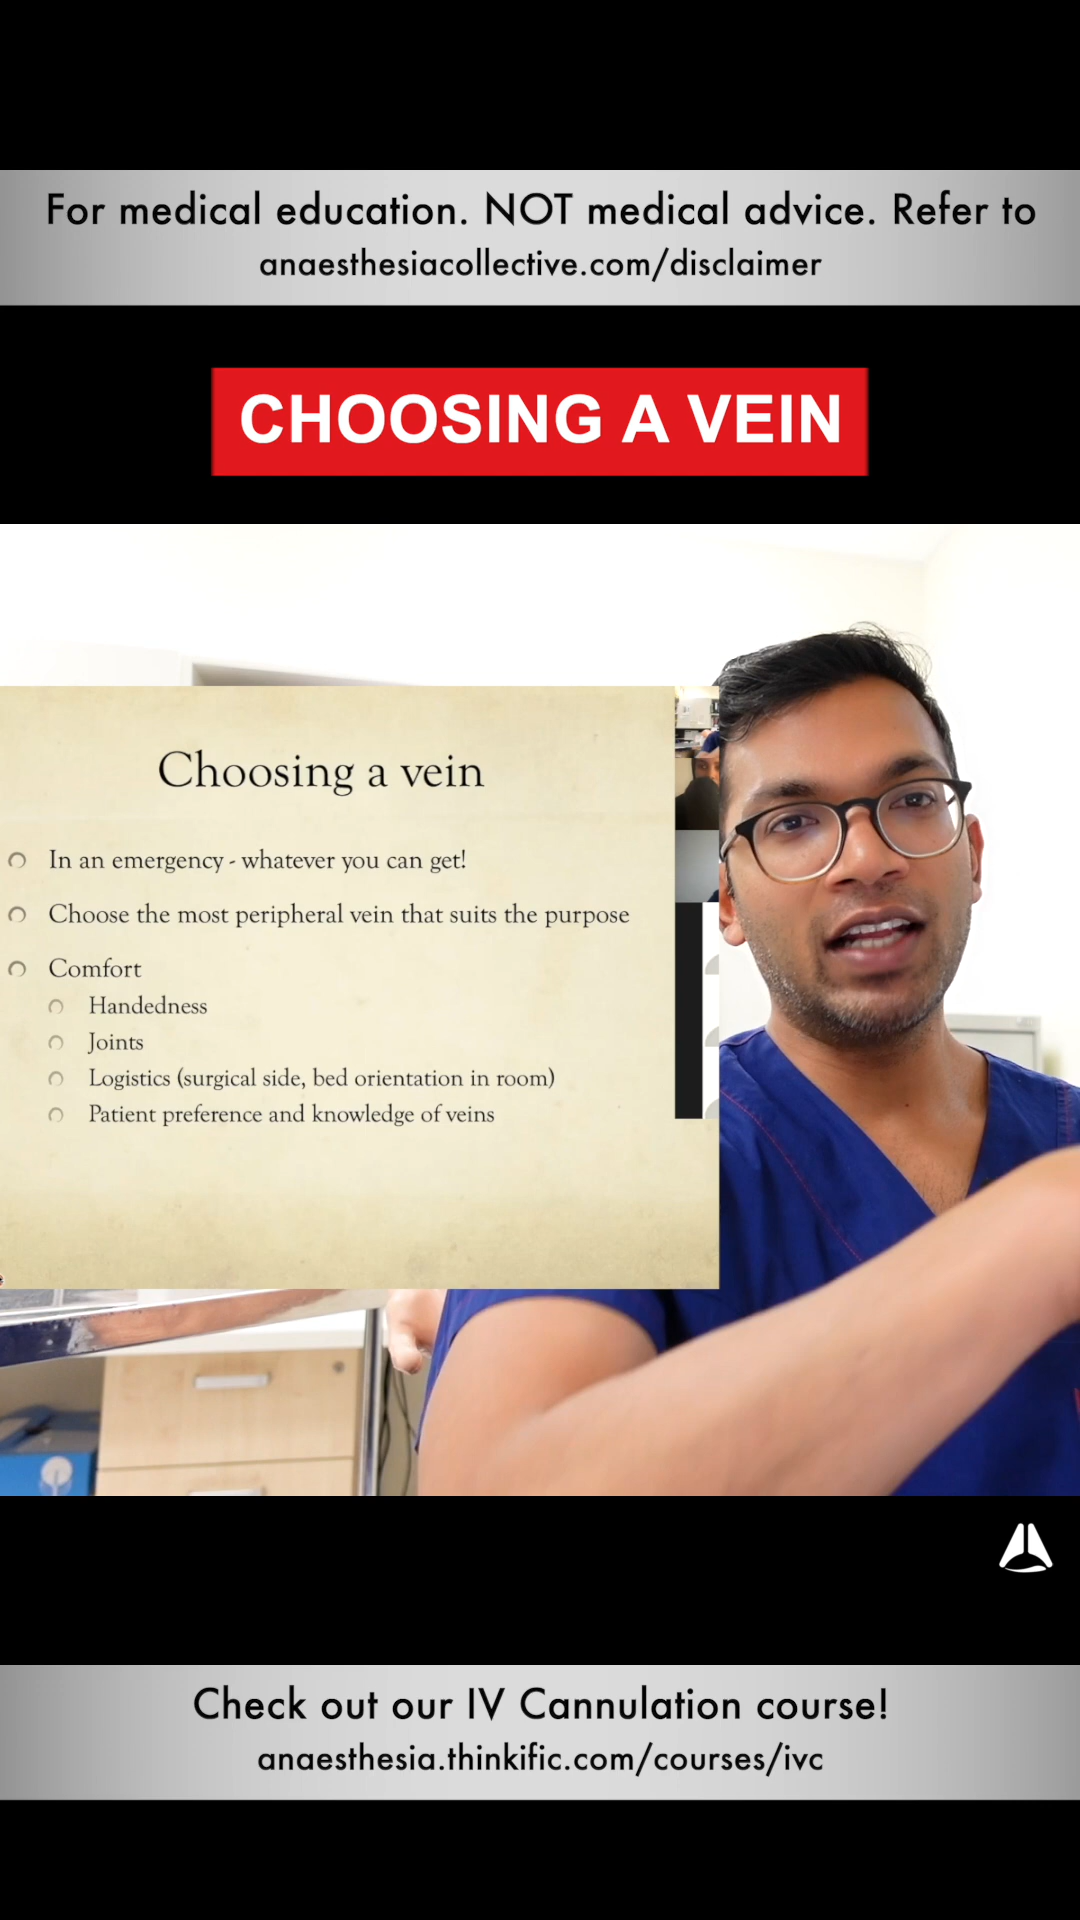 For medical education. NOT medical advice. Refer to
anaesthesiacollective.com/disclaimer
CHOOSING A VEIN
Choosing a vein
In an emergency - whatever you can get!
Choose the most peripheral vein that suits the purpose
Comfort
Handedness
Joints
Logistics (surgical side, bed orientation in room)
Patient preference and knowledge of veins
Check out our IV Cannulation course!
anaesthesia.thinkific.com/courses/ivc